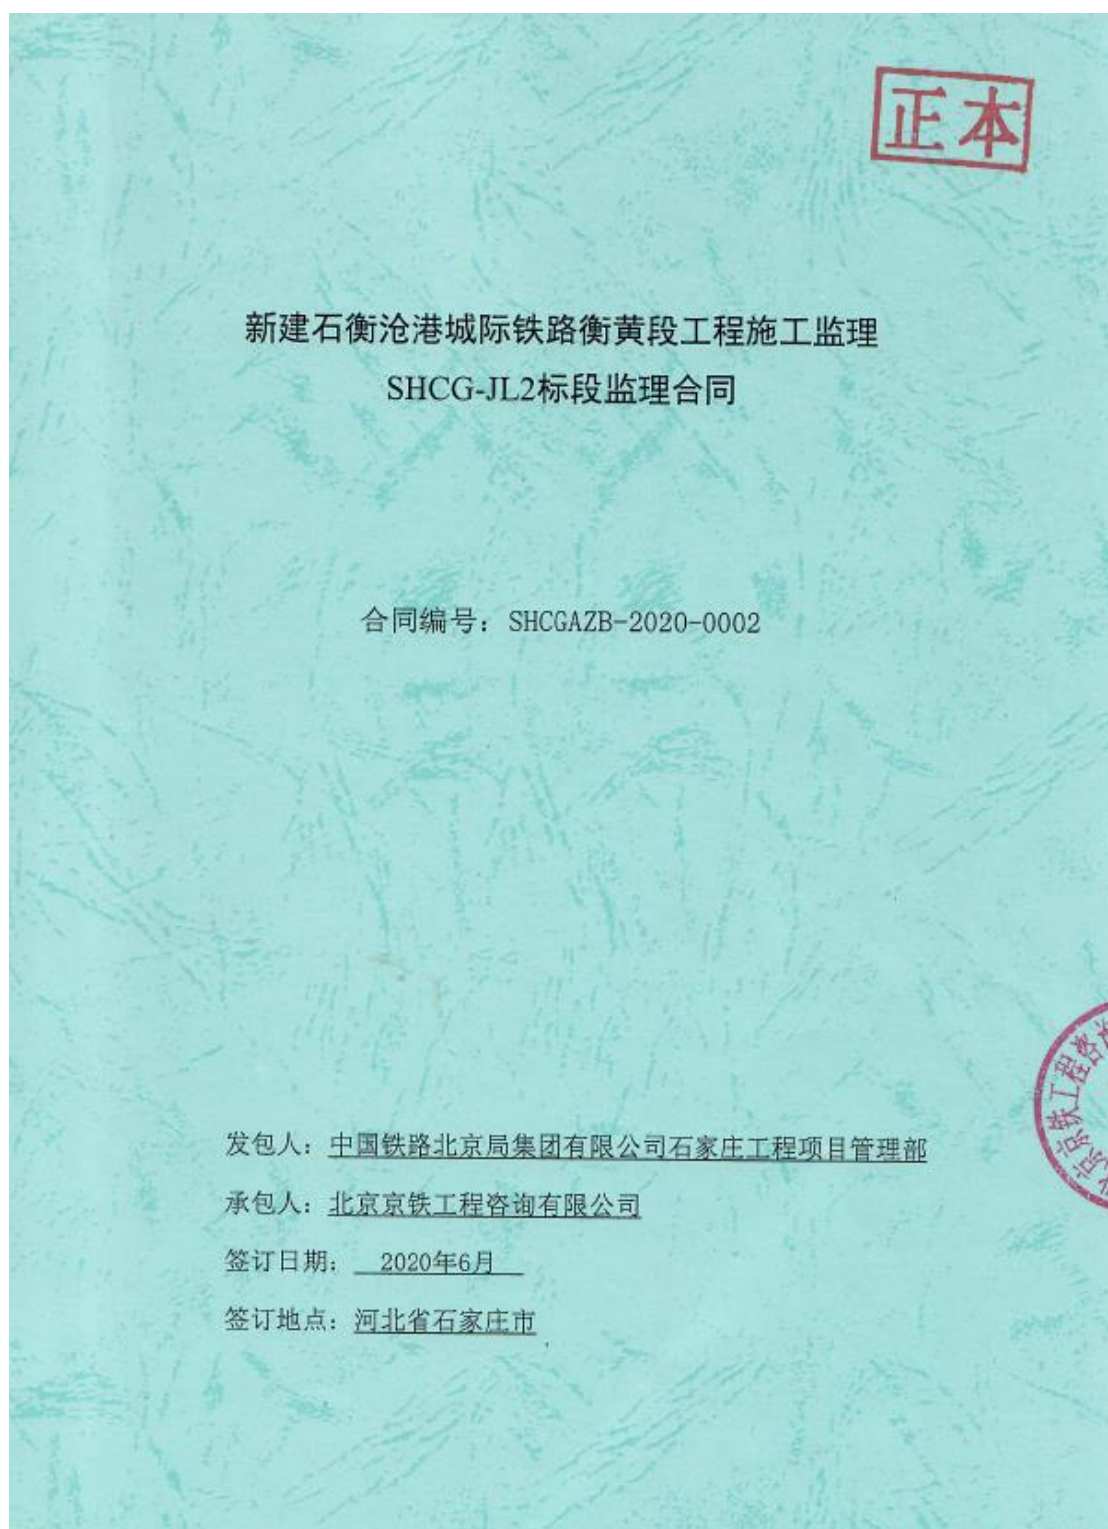 正本
新建石衡沧港城际铁路衡黄段工程施工监理
SHCG-JL2标段监理合同
合同编号：SHCGAZB-2020-0002
京铁工程咨
发包人：中国铁路北京局集团有限公司石家庄工程项目管理部
承包人：北京京铁工程咨询有限公司
签订日期：2020年6月
签订地点：河北省石家庄市